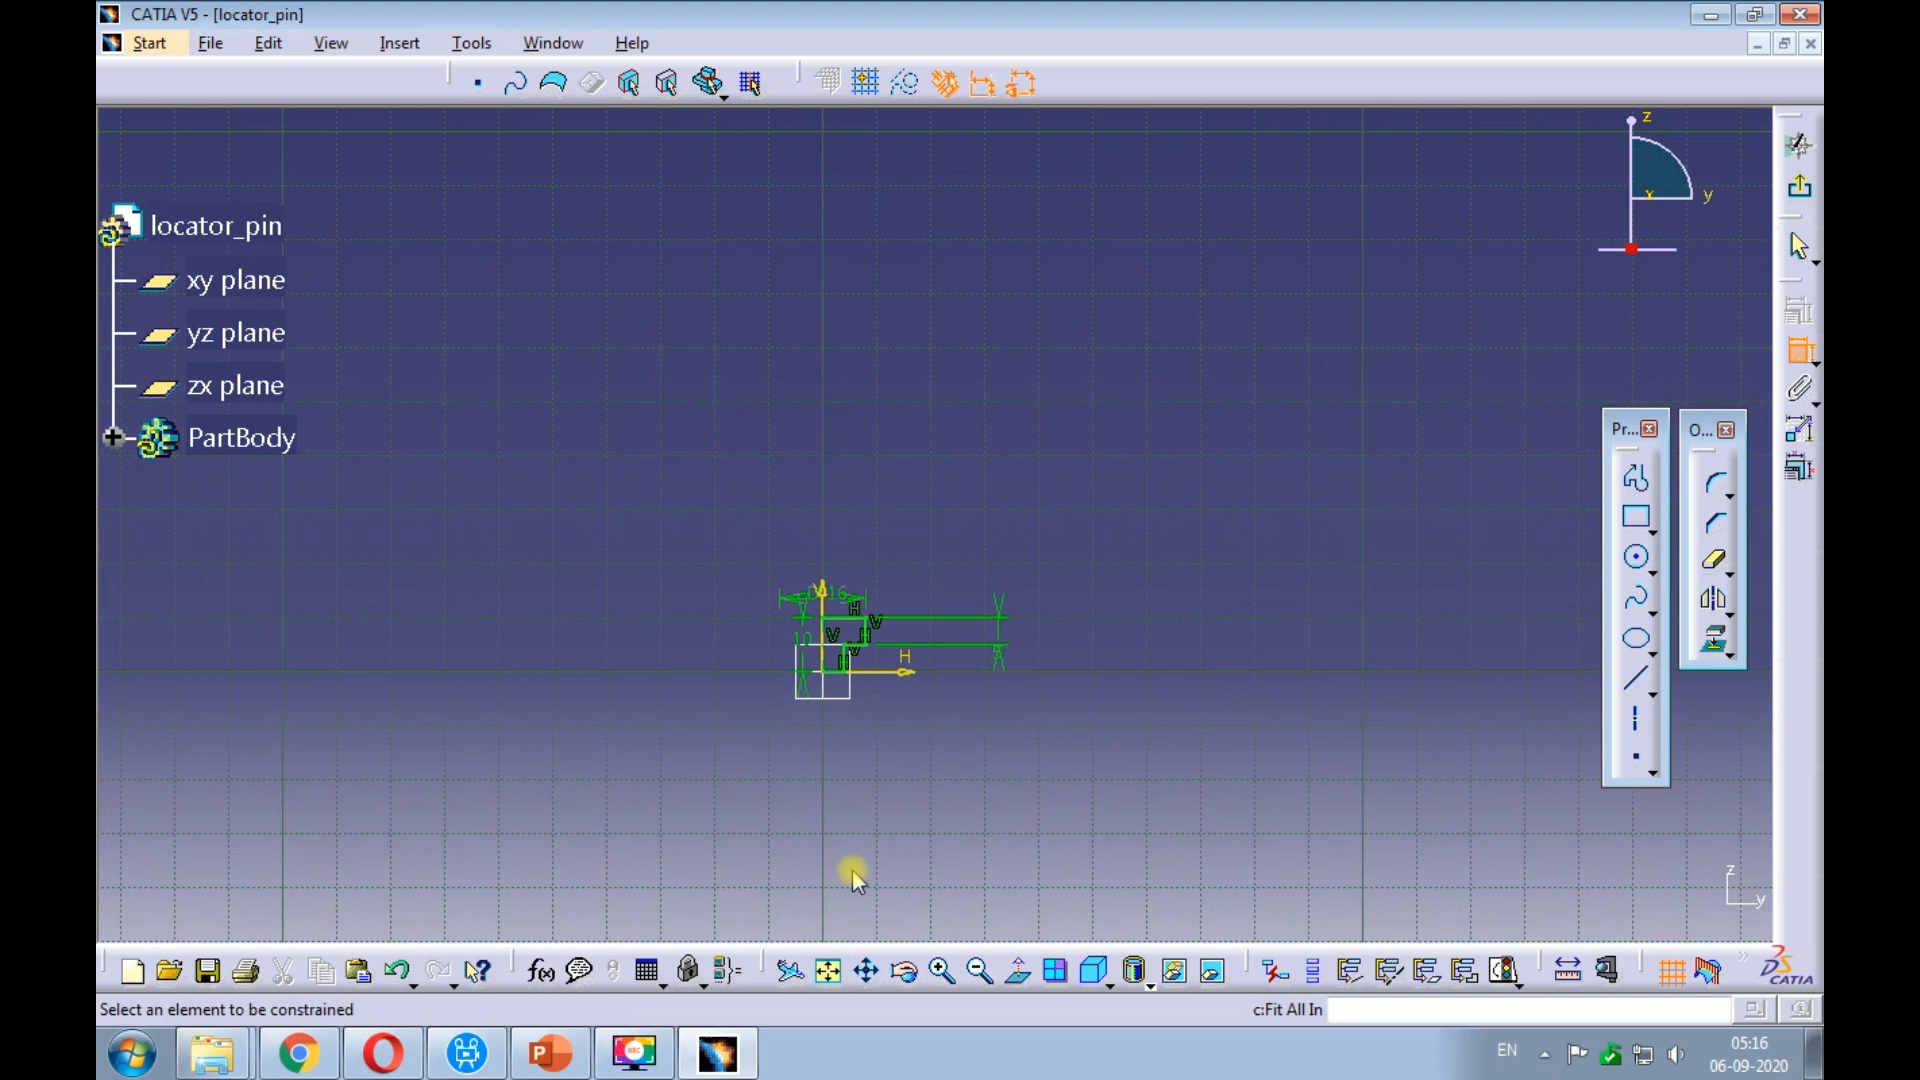 CATIA V5 - [locator_pin]
Start File Edit View Insert Tools Window Help
z
x y
locator_pin
xy plane
yz plane
zx plane
PartBody
Pr...
O...
H
V
V
10
H
V
H
H
z
y
f(x)
CATIA
Select an element to be constrained
c:Fit All In
EN
05:16
06-09-2020